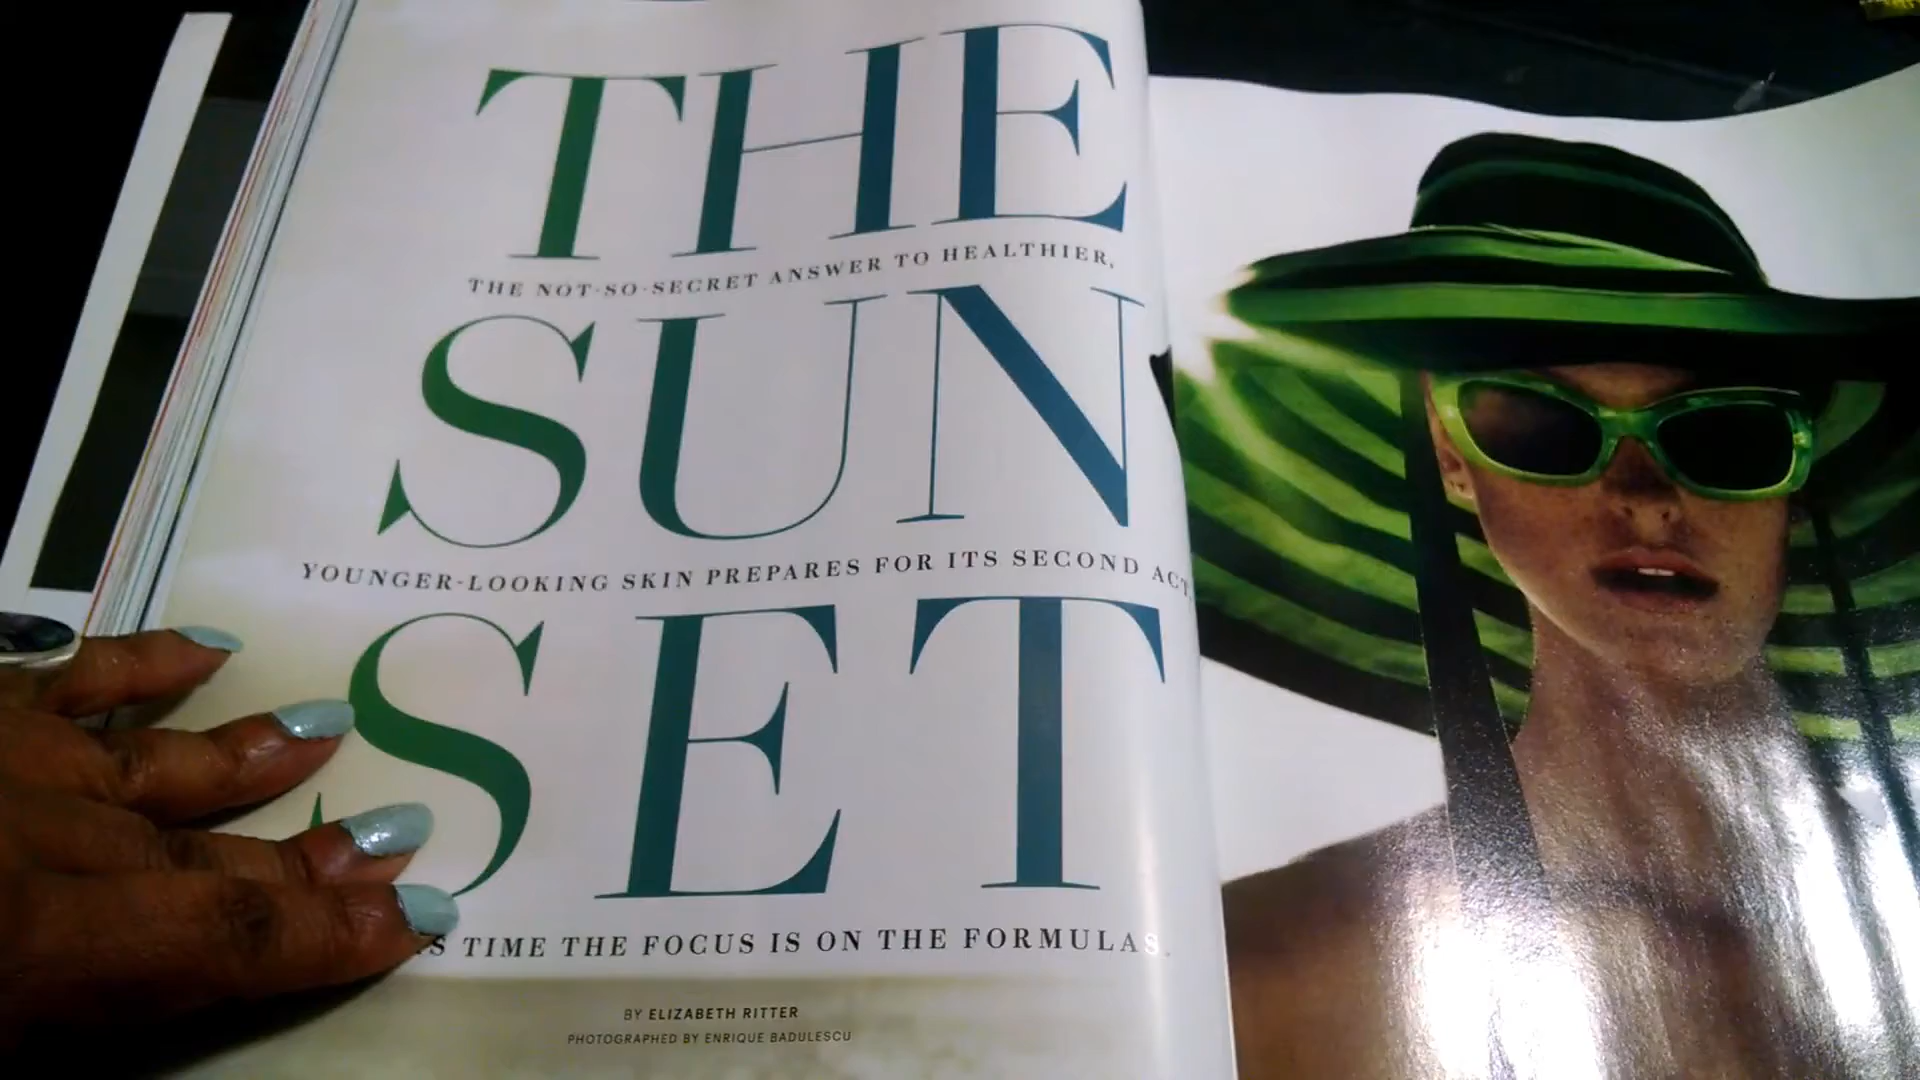 THE
THE NOT-SO-SECRET ANSWER TO HEALTHIER,
SUN
YOUNGER-LOOKING SKIN PREPARES FOR ITS SECOND ACT
SET
TIME THE FOCUS IS ON THE FORMULAS.
BY ELIZABETH RITTER
PHOTOGRAPHED BY ENRIQUE BADULESCU